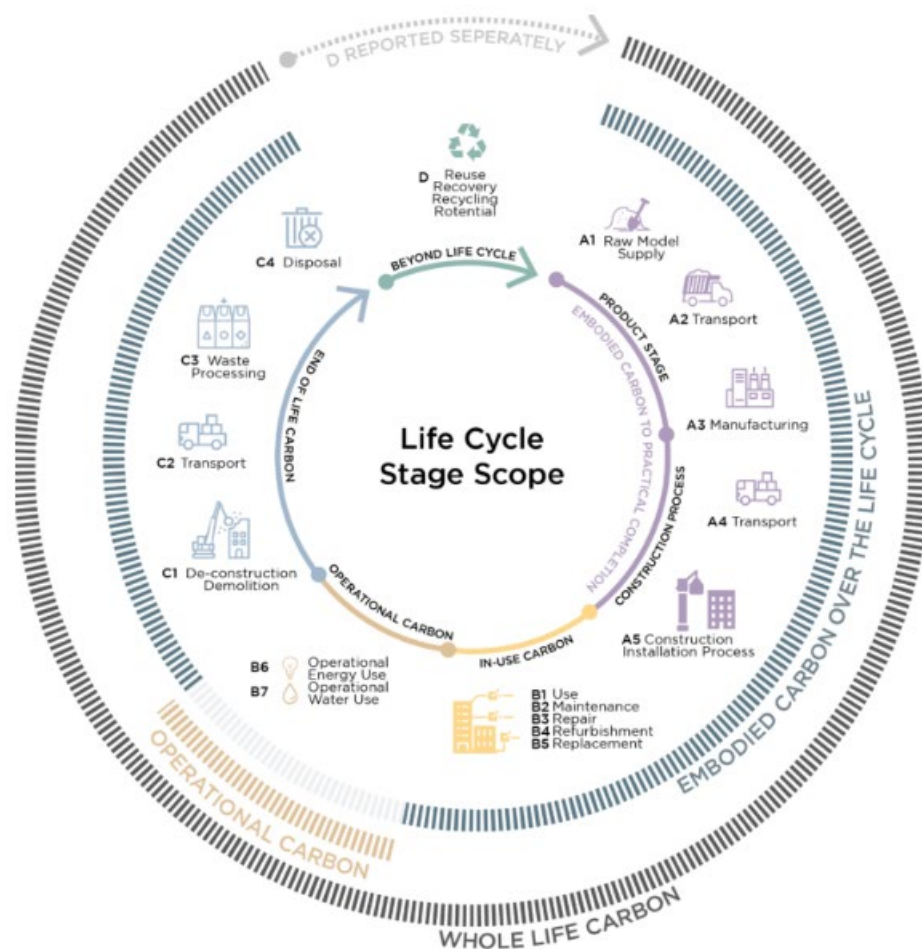 D REPORTED SEPERATELY
D Reuse
Recovery
Recycling
Rotential
BEYOND LIFE CYCLE
A1 Raw Model
Supply
A2 Transport
PRODUCT STAGE
EMBODIED CARBON TO PRACTICAL COMPLETION
A3 Manufacturing
A4 Transport
CONSTRUCTION PROCESS
A5 Construction
Installation Process
IN-USE CARBON
B1 Use
B2 Maintenance
B3 Repair
B4 Refurbishment
B5 Replacement
OPERATIONAL CARBON
B6 Operational
Energy Use
B7 Operational
Water Use
END OF LIFE CARBON
C1 De-construction
Demolition
C2 Transport
C3 Waste
Processing
C4 Disposal
Life Cycle
Stage Scope
OPERATIONAL CARBON
EMBODIED CARBON OVER THE LIFE CYCLE
WHOLE LIFE CARBON